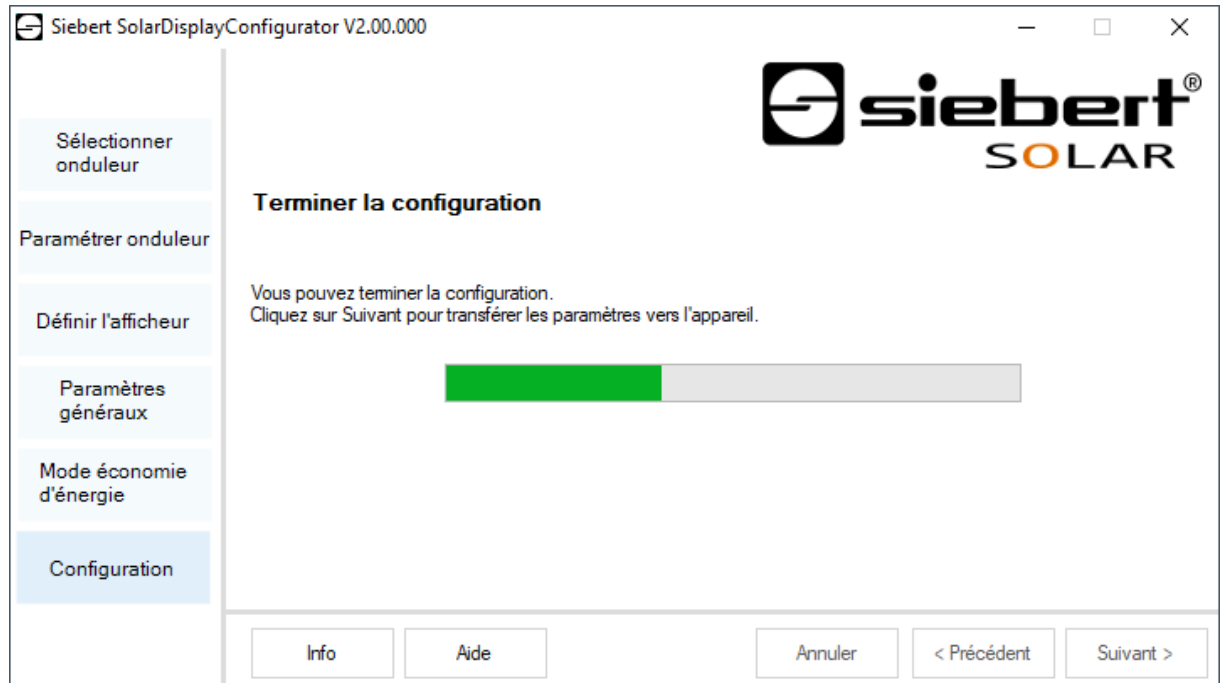 Siebert SolarDisplayConfigurator V2.00.000
siebert®
SOLAR
Sélectionner
onduleur
Paramétrer onduleur
Définir l'afficheur
Paramètres
généraux
Mode économie
d'énergie
Configuration
Terminer la configuration
Vous pouvez terminer la configuration.
Cliquez sur Suivant pour transférer les paramètres vers l'appareil.
Info
Aide
Annuler
< Précédent
Suivant >